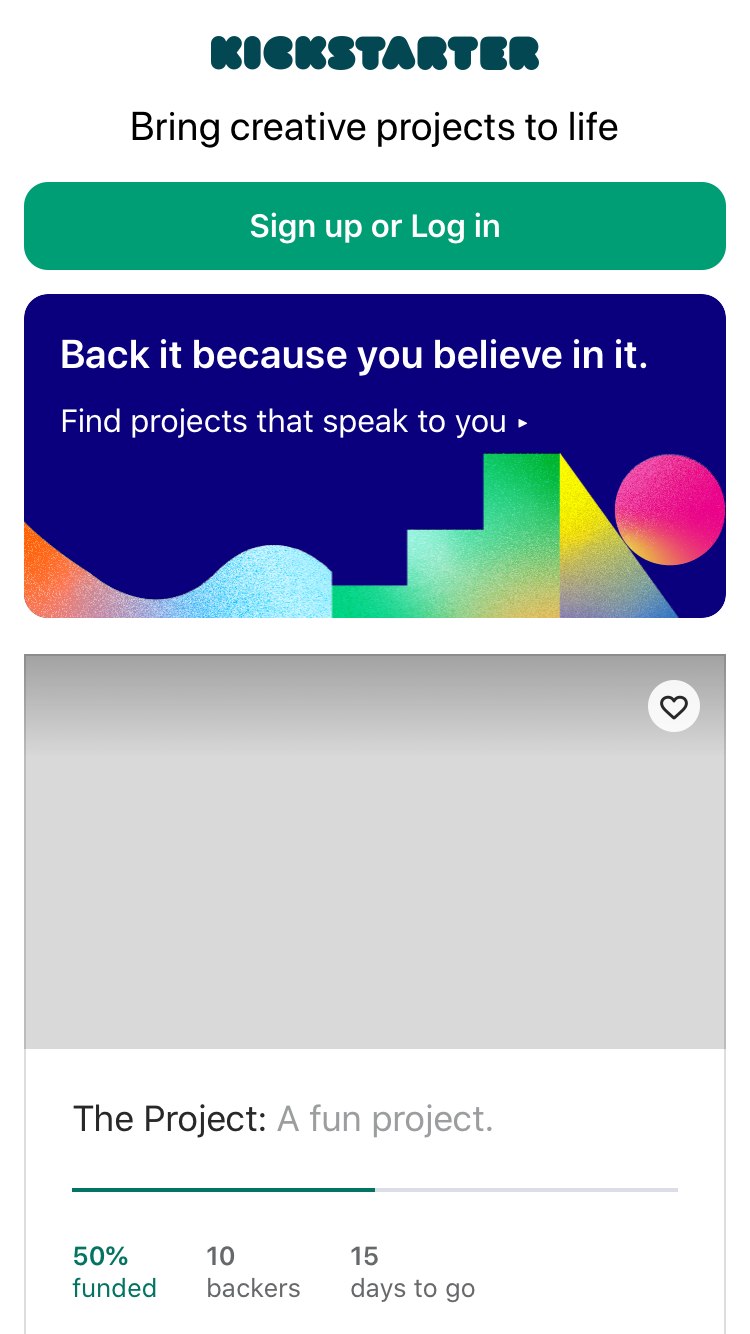 KICKSTARTER
Bring creative projects to life
Sign up or Log in
Back it because you believe in it.
Find projects that speak to you ▸
The Project: A fun project.
50% 10 15
funded backers days to go